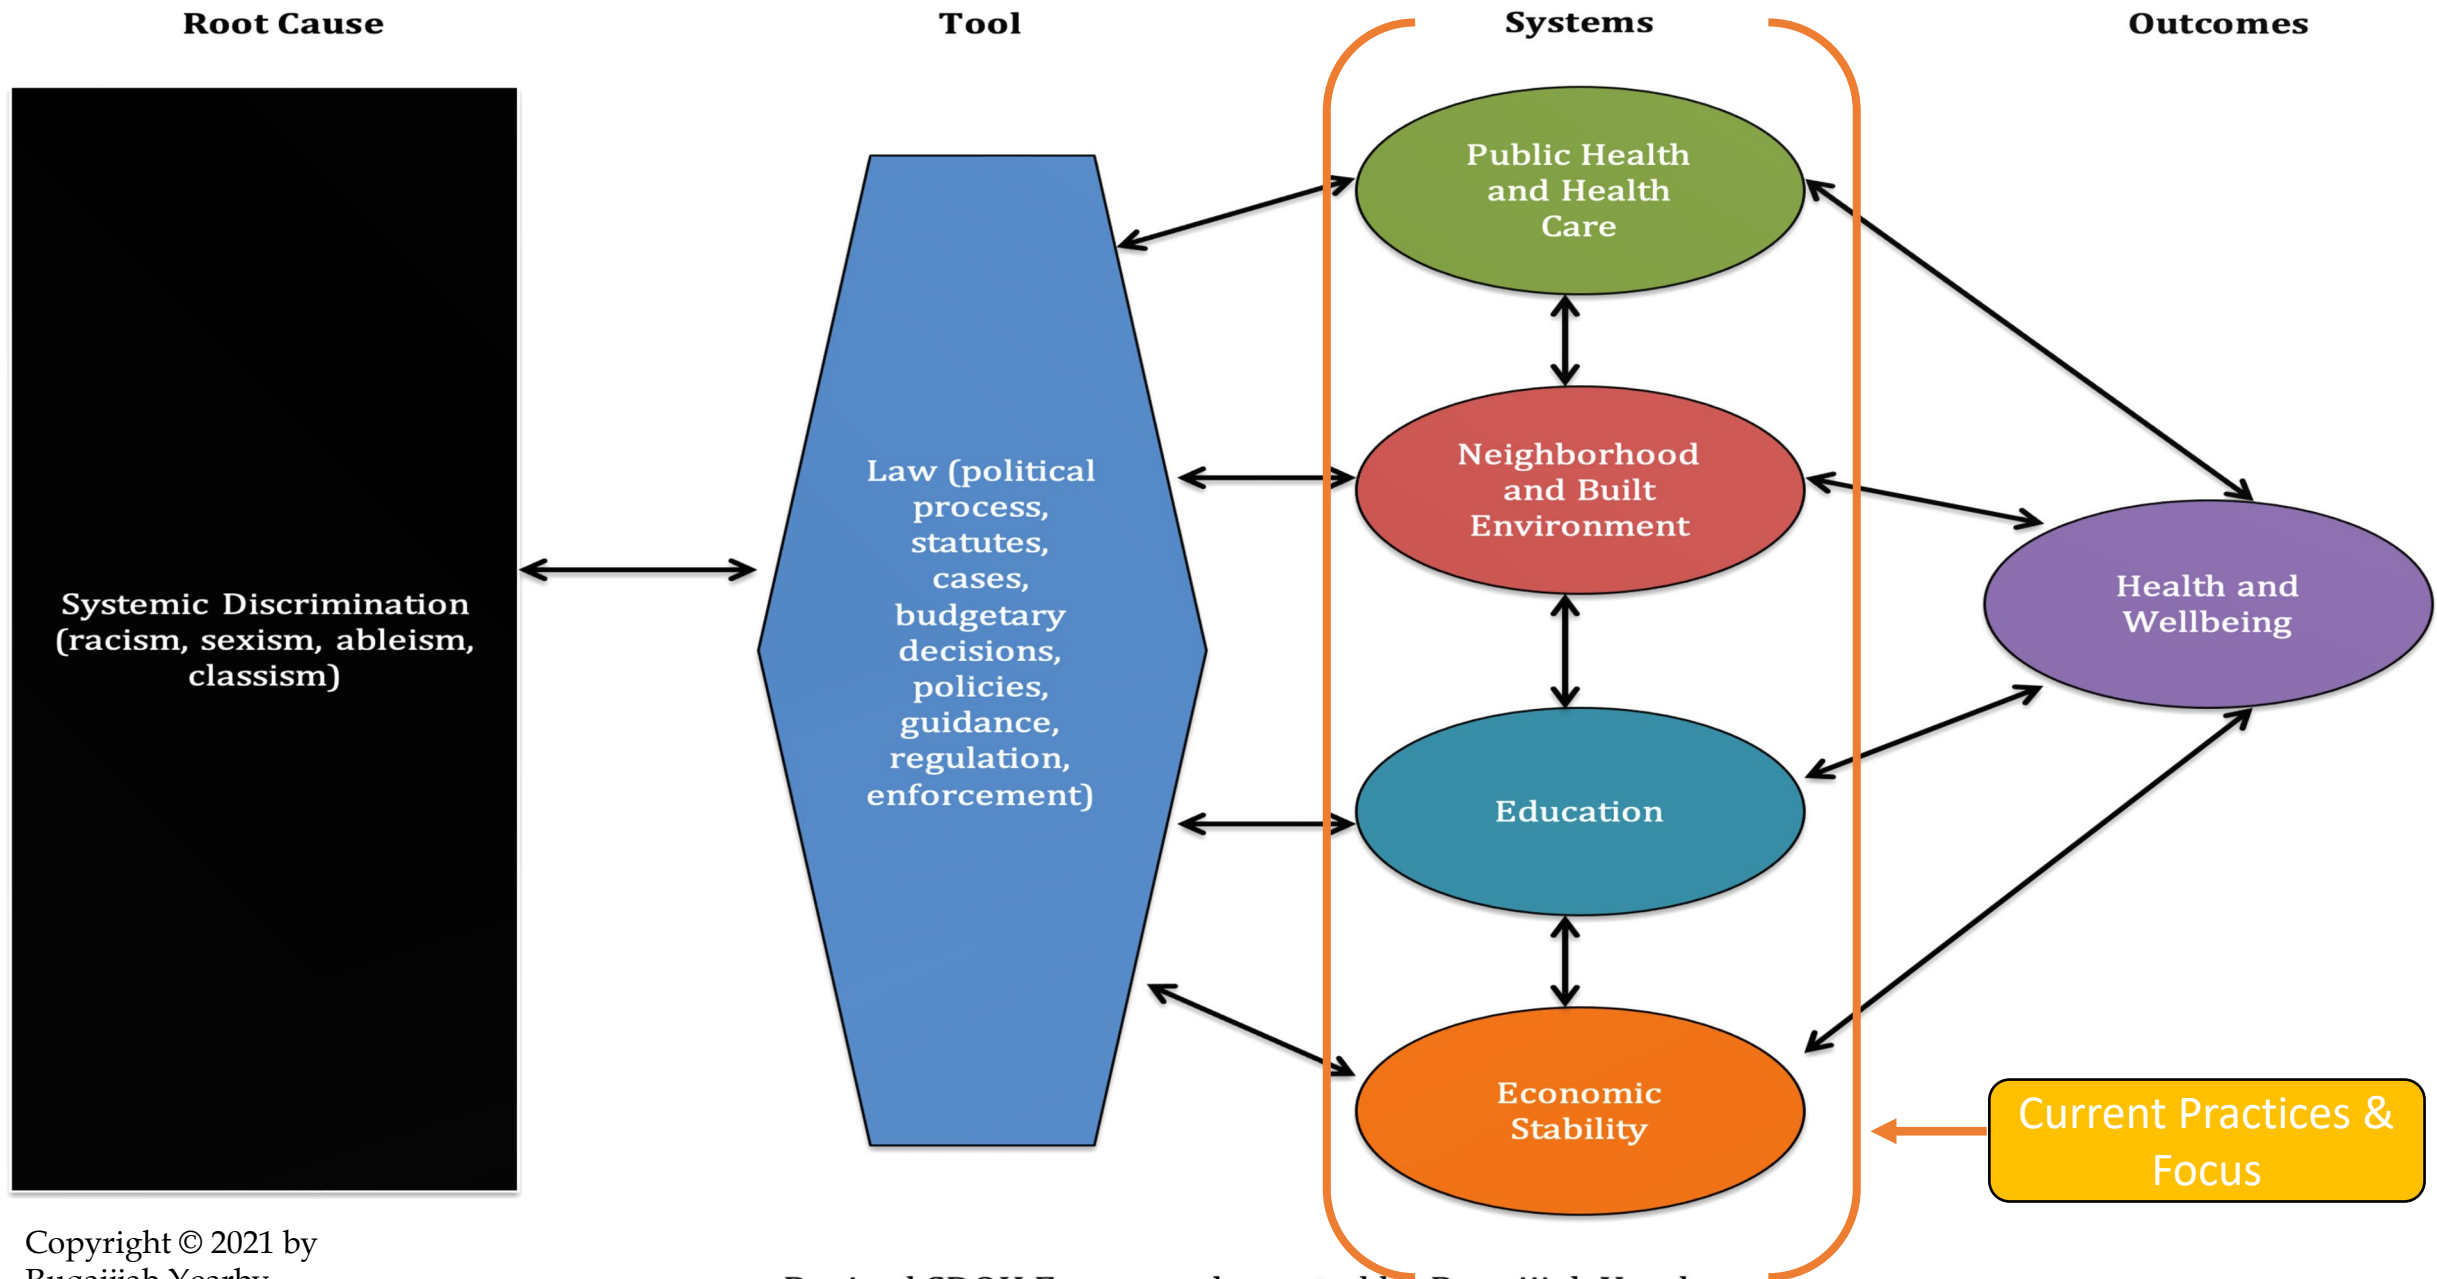 Root Cause
Tool
Systems
Outcomes
Systemic Discrimination
(racism, sexism, ableism,
classism)
Law (political
process,
statutes,
cases,
budgetary
decisions,
policies,
guidance,
regulation,
enforcement)
Public Health
and Health
Care
Neighborhood
and Built
Environment
Education
Economic
Stability
Health and
Wellbeing
Current Practices &
Focus
Copyright © 2021 by
Ruqaiijah Yearby